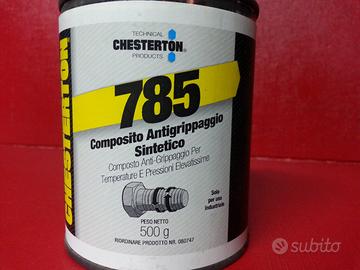 TECHNICAL
CHESTERTON
PRODUCTS
785
Composito Antigrippaggio
Sintetico
Composto Anti-Grippaggio Per
Temperature E Pressioni Elevatissime
Solo
per uso
industriale
PESO NETTO
500 g
RIORDINARE PRODOTTO NR. 080747
CHESTERTON
subito